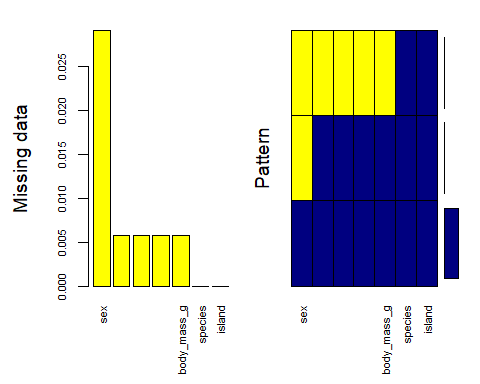 Missing data
0.025
0.020
0.015
0.010
0.005
0.000
sex
body_mass_g
species
island
Pattern
sex
body_mass_g
species
island